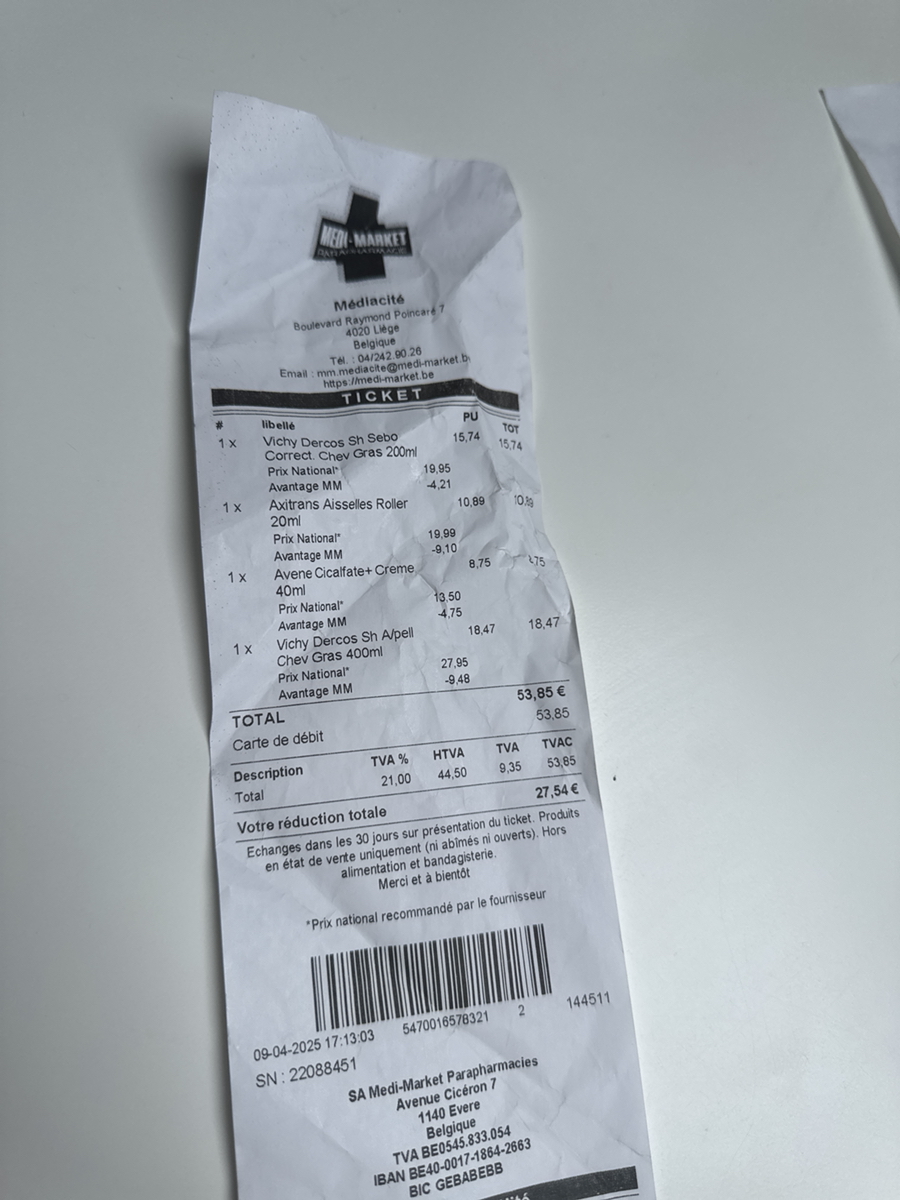 MEDI-MARKET
PARAPHARMACIE
Médiacité
Boulevard Raymond Poincaré 7
4020 Liège
Belgique
Tél. : 04/242.90.26
Email : mm.mediacite@medi-market.b
https://medi-market.be
TICKET
# libellé PU TOT
1 x Vichy Dercos Sh Sebo 15,74 15,74
Correct. Chev Gras 200ml
Prix National* 19,95
Avantage MM -4,21
1 x Axitrans Aisselles Roller 10,89 10,89
20ml
Prix National* 19,99
Avantage MM -9,10
1 x Avene Cicalfate+ Creme 8,75 8,75
40ml
Prix National* 13,50
Avantage MM -4,75
1 x Vichy Dercos Sh A/pell 18,47 18,47
Chev Gras 400ml
Prix National* 27,95
Avantage MM -9,48
TOTAL 53,85 €
Carte de débit 53,85
Description TVA % HTVA TVA TVAC
Total 21,00 44,50 9,35 53,85
Votre réduction totale 27,54 €
Echanges dans les 30 jours sur présentation du ticket. Produits
en état de vente uniquement (ni abîmés ni ouverts). Hors
alimentation et bandagisterie.
Merci et à bientôt
*Prix national recommandé par le fournisseur
09-04-2025 17:13:03 5470016578321 2 144511
SN : 22088451
SA Medi-Market Parapharmacies
Avenue Cicéron 7
1140 Evere
Belgique
TVA BE0545.833.054
IBAN BE40-0017-1864-2663
BIC GEBABEBB